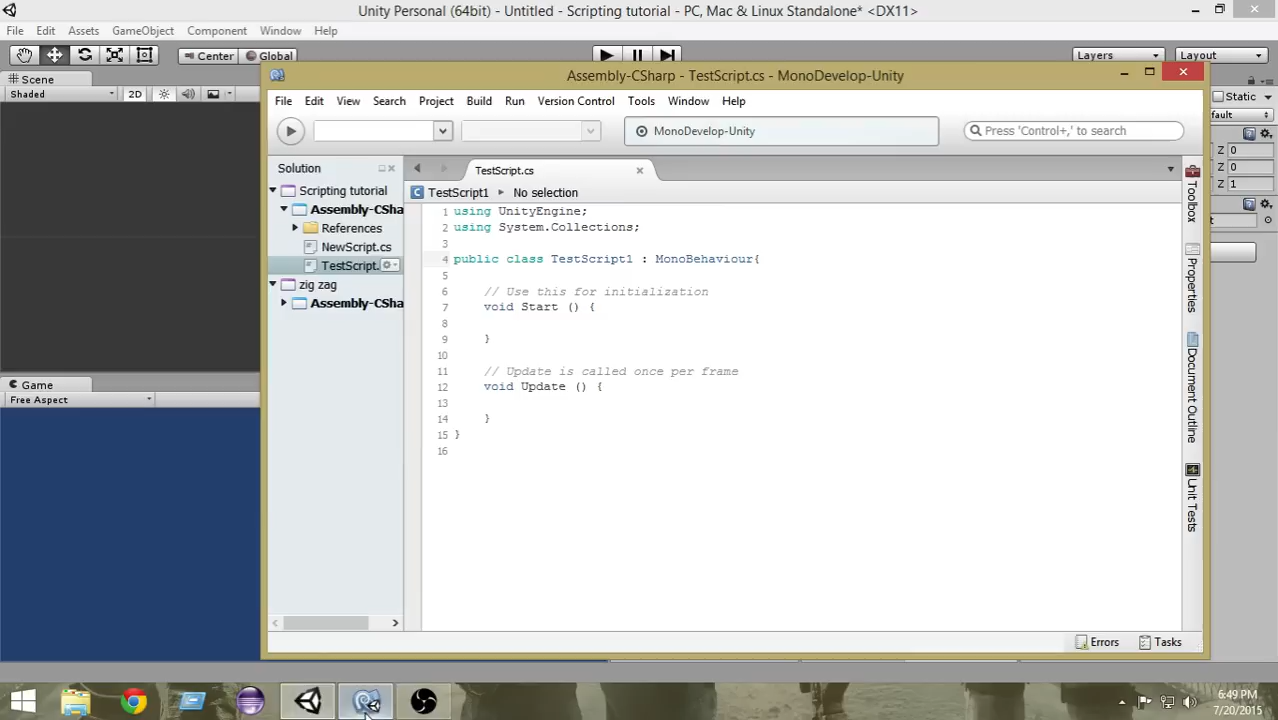 Unity Personal (64bit) - Untitled - Scripting tutorial - PC, Mac & Linux Standalone* <DX11>
File Edit Assets GameObject Component Window Help
Center Global Layers Layout
Scene
Shaded 2D
Static
fault
Z 0
Z 0
Z 1
t
Game
Free Aspect
Assembly-CSharp - TestScript.cs - MonoDevelop-Unity
File Edit View Search Project Build Run Version Control Tools Window Help
MonoDevelop-Unity
Press 'Control+,' to search
Solution
Scripting tutorial
Assembly-CSha
References
NewScript.cs
TestScript.
zig zag
Assembly-CSha
TestScript.cs
TestScript1 No selection
1 using UnityEngine;
2 using System.Collections;
3
4 public class TestScript1 : MonoBehaviour{
5
6 // Use this for initialization
7 void Start () {
8
9 }
10
11 // Update is called once per frame
12 void Update () {
13
14 }
15 }
16
Toolbox
Properties
Document Outline
Unit Tests
Errors Tasks
6:49 PM
7/20/2015